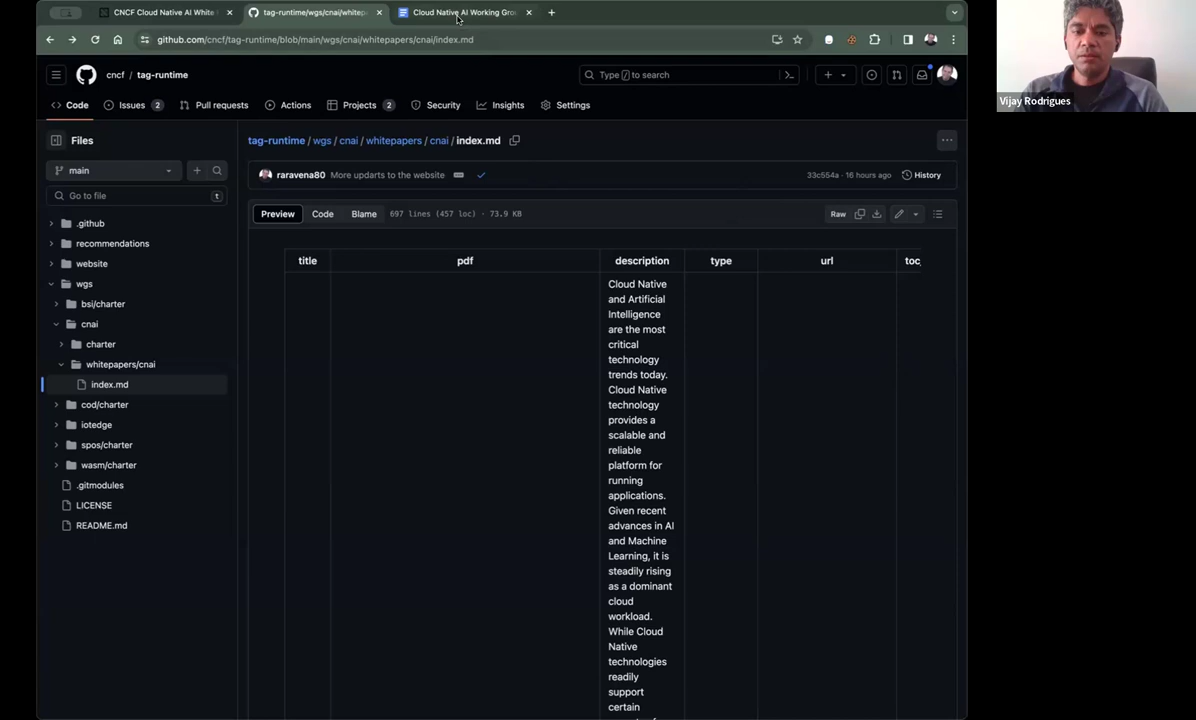 CNCF Cloud Native AI White
tag-runtime/wgs/cnai/whitep
Cloud Native AI Working Gro
github.com/cncf/tag-runtime/blob/main/wgs/cnai/whitepapers/cnai/index.md
cncf / tag-runtime
Type / to search
Code
Issues 2
Pull requests
Actions
Projects 2
Security
Insights
Settings
Files
main
Go to file
t
.github
recommendations
website
wgs
bsi/charter
cnai
charter
whitepapers/cnai
index.md
cod/charter
iotedge
spos/charter
wasm/charter
.gitmodules
LICENSE
README.md
tag-runtime / wgs / cnai / whitepapers / cnai / index.md
raravena80 More updarts to the website
33c554a · 16 hours ago
History
Preview
Code
Blame
697 lines (457 loc) · 73.9 KB
Raw
title pdf description type url toc
Cloud Native
and Artificial
Intelligence
are the most
critical
technology
trends today.
Cloud Native
technology
provides a
scalable and
reliable
platform for
running
applications.
Given recent
advances in AI
and Machine
Learning, it is
steadily rising
as a dominant
cloud
workload.
While Cloud
Native
technologies
readily
support
certain
Vijay Rodrigues